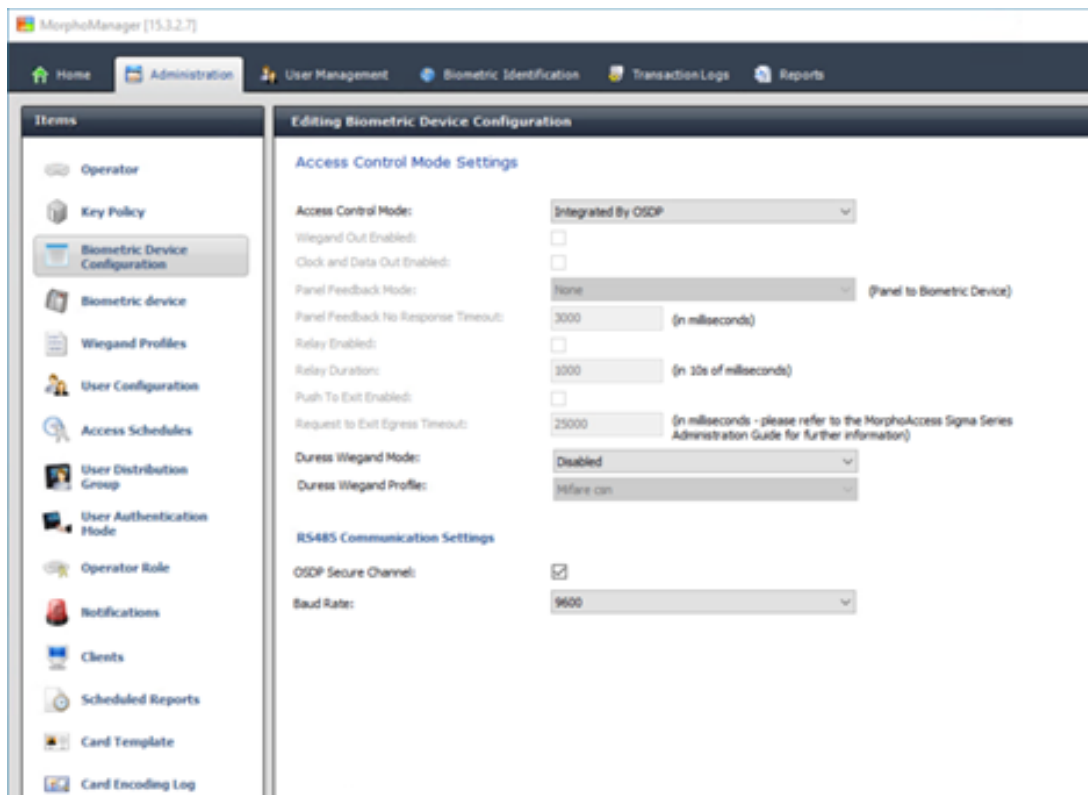 MorphoManager [15.3.2.7]
Home Administration User Management Biometric Identification Transaction Logs Reports
Items
Operator
Key Policy
Biometric Device
Configuration
Biometric device
Wiegand Profiles
User Configuration
Access Schedules
User Distribution
Group
User Authentication
Mode
Operator Role
Notifications
Clients
Scheduled Reports
Card Template
Card Encoding Log
Editing Biometric Device Configuration
Access Control Mode Settings
Access Control Mode: Integrated By OSDP
Wiegand Out Enabled:
Clock and Data Out Enabled:
Panel Feedback Mode: None (Panel to Biometric Device)
Panel Feedback No Response Timeout: 3000 (in milliseconds)
Relay Enabled:
Relay Duration: 1000 (in 10s of milliseconds)
Push To Exit Enabled:
Request to Exit Egress Timeout: 25000 (in milliseconds - please refer to the MorphoAccess Sigma Series
Administration Guide for further information)
Duress Wiegand Mode: Disabled
Duress Wiegand Profile: Mifare csn
RS485 Communication Settings
OSDP Secure Channel:
Baud Rate: 9600